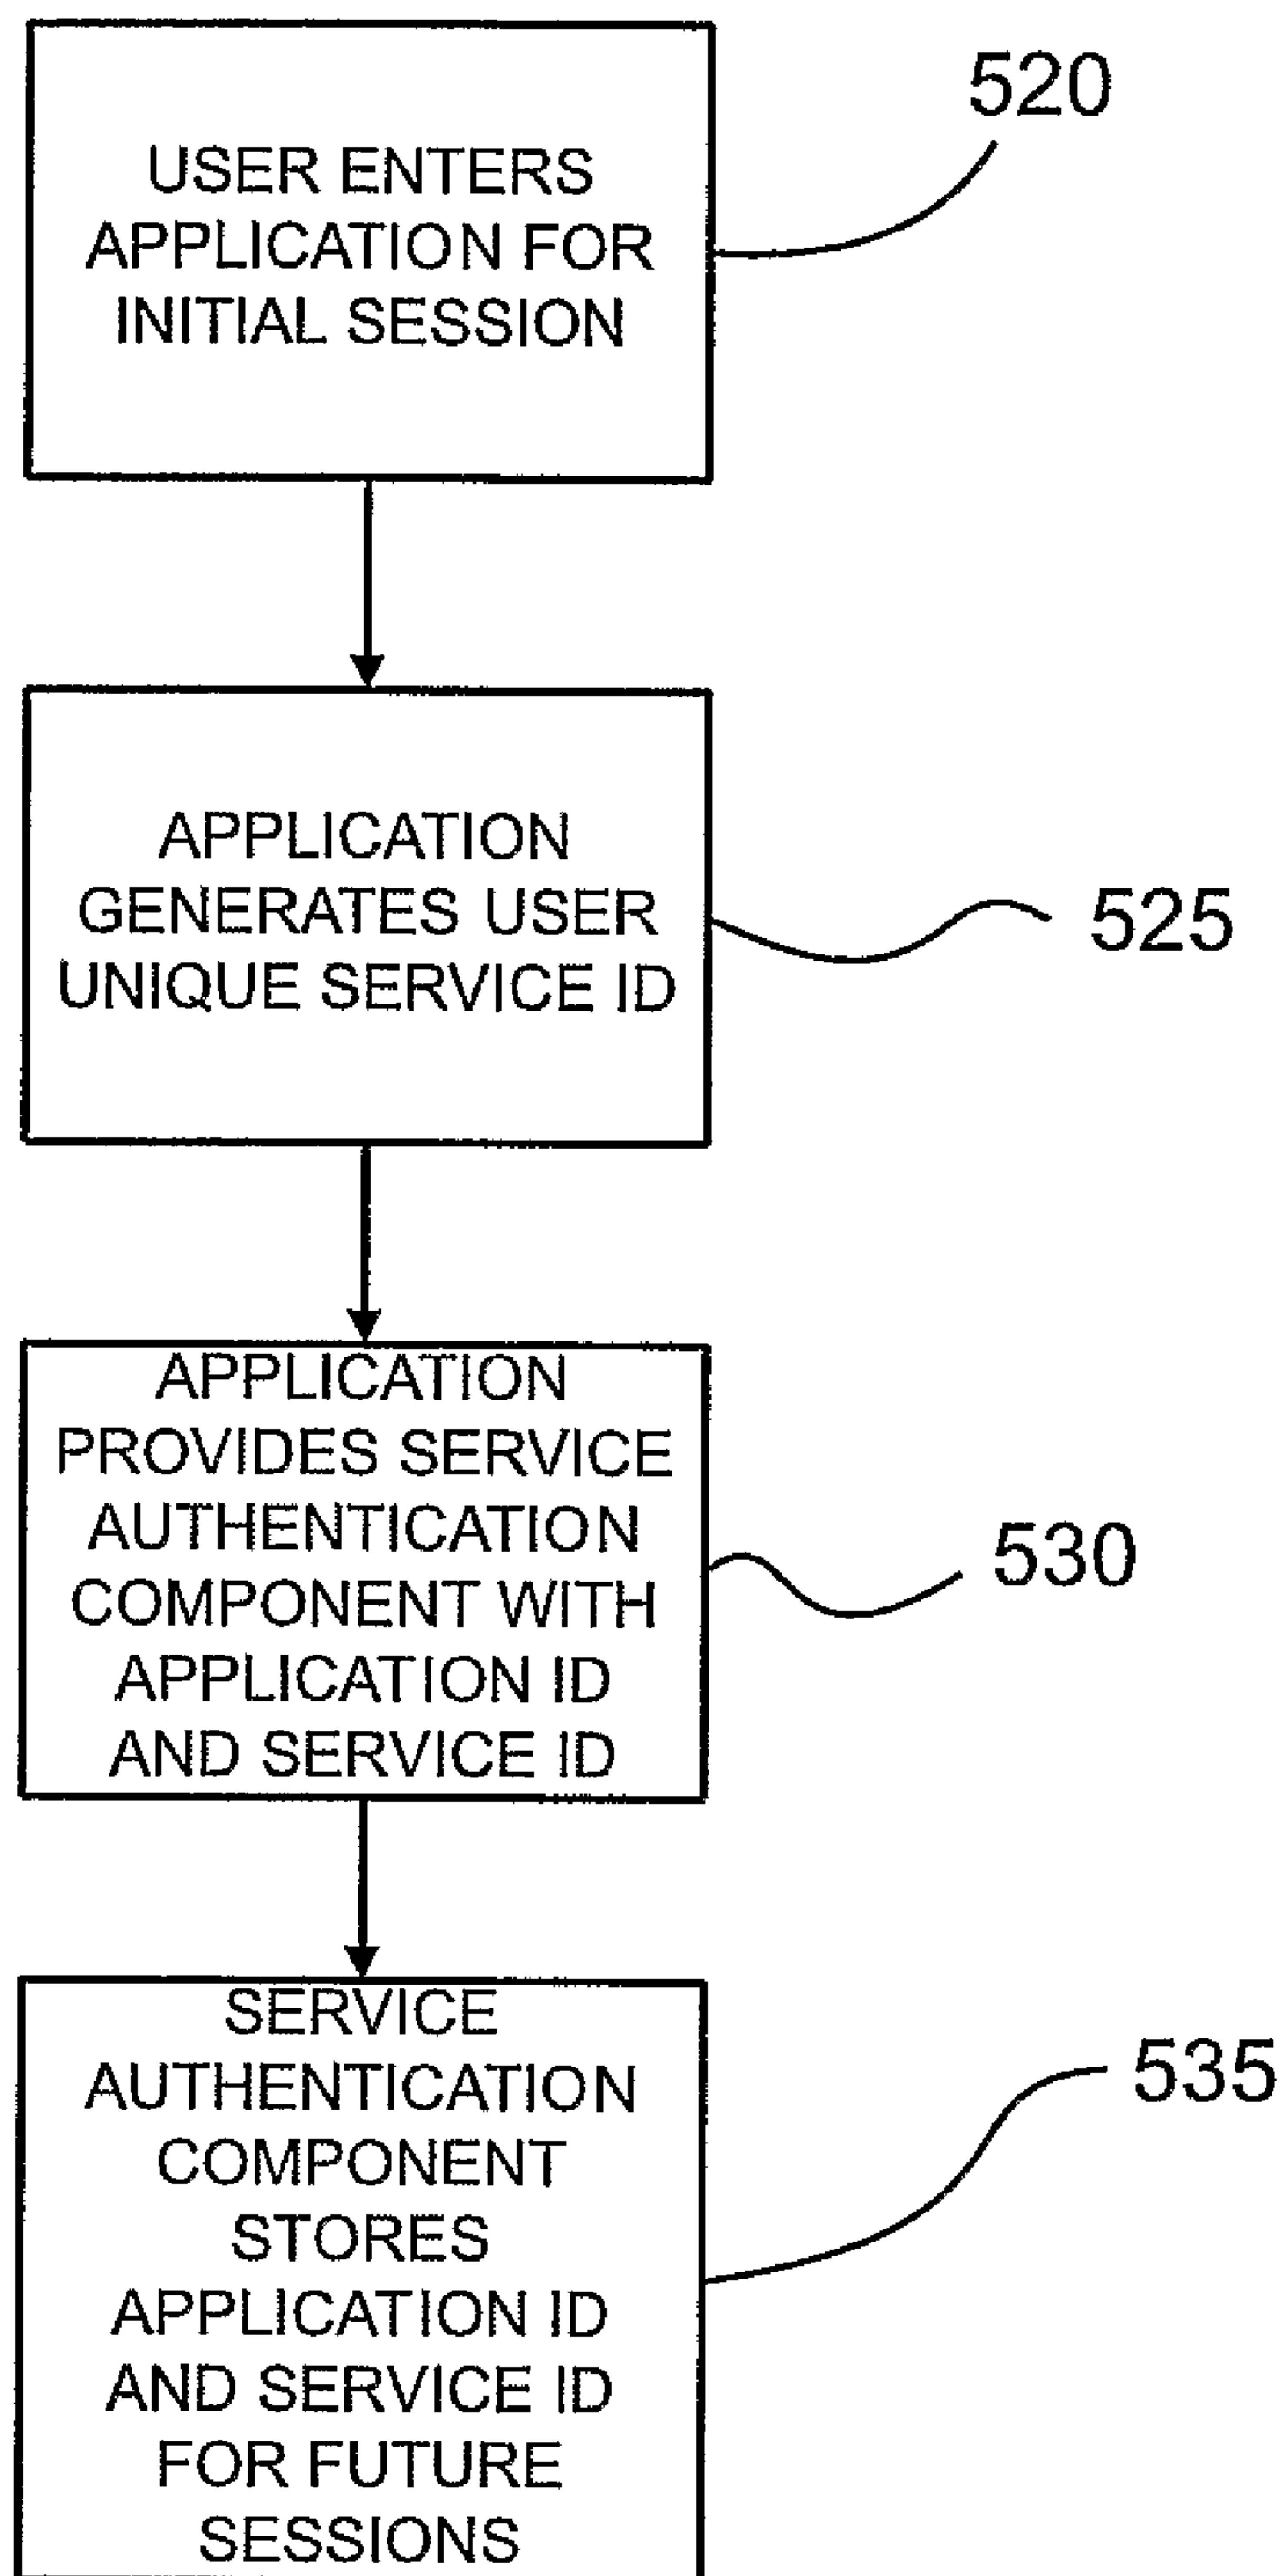 USER ENTERS
APPLICATION FOR
INITIAL SESSION
520
APPLICATION
GENERATES USER
UNIQUE SERVICE ID
525
APPLICATION
PROVIDES SERVICE
AUTHENTICATION
COMPONENT WITH
APPLICATION ID
AND SERVICE ID
530
SERVICE
AUTHENTICATION
COMPONENT
STORES
APPLICATION ID
AND SERVICE ID
FOR FUTURE
SESSIONS
535